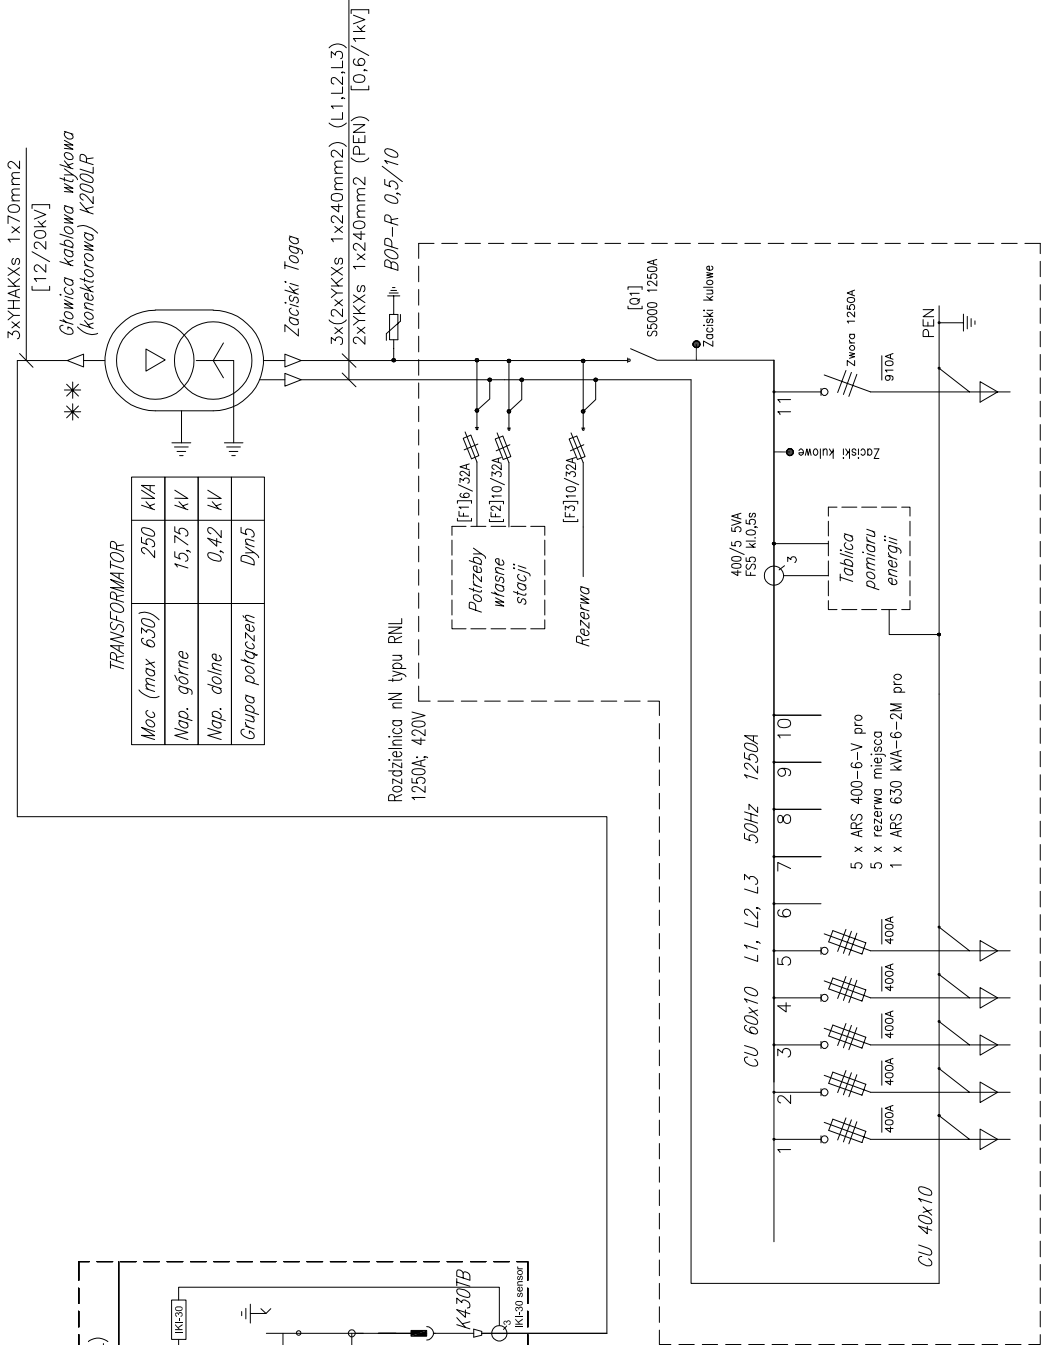 3xYHAKXs 1x70mm2
[12/20kV]
Głowica kablowa wtykowa
(konektorowa) K200LR
**
Zaciski Toga
3x(2xYKXs 1x240mm2) (L1,L2,L3)
2xYKXs 1x240mm2 (PEN) [0,6/1kV]
BOP-R 0,5/10
TRANSFORMATOR
Moc (max 630) 250 kVA
Nap. górne 15,75 kV
Nap. dolne 0,42 kV
Grupa połączeń Dyn5
Rozdzielnica nN typu RNL
1250A; 420V
[F1]6/32A
[F2]10/32A
[F3]10/32A
Potrzeby
własne
stacji
Rezerwa
[Q1]
S5000 1250A
Zaciski kulowe
Zwora 1250A
910A
11
PEN
Zaciski kulowe
400/5 5VA
FS5 kl.0,5s
3
Tablica
pomiaru
energii
CU 60x10 L1, L2, L3 50Hz 1250A
10
9
8
7
6
5
4
3
2
1
5 x ARS 400-6-V pro
5 x rezerwa miejsca
1 x ARS 630 kVA-6-2M pro
400A
400A
400A
400A
400A
CU 40x10
IKI-30
K430TB
3
IKI-30 sensor
)